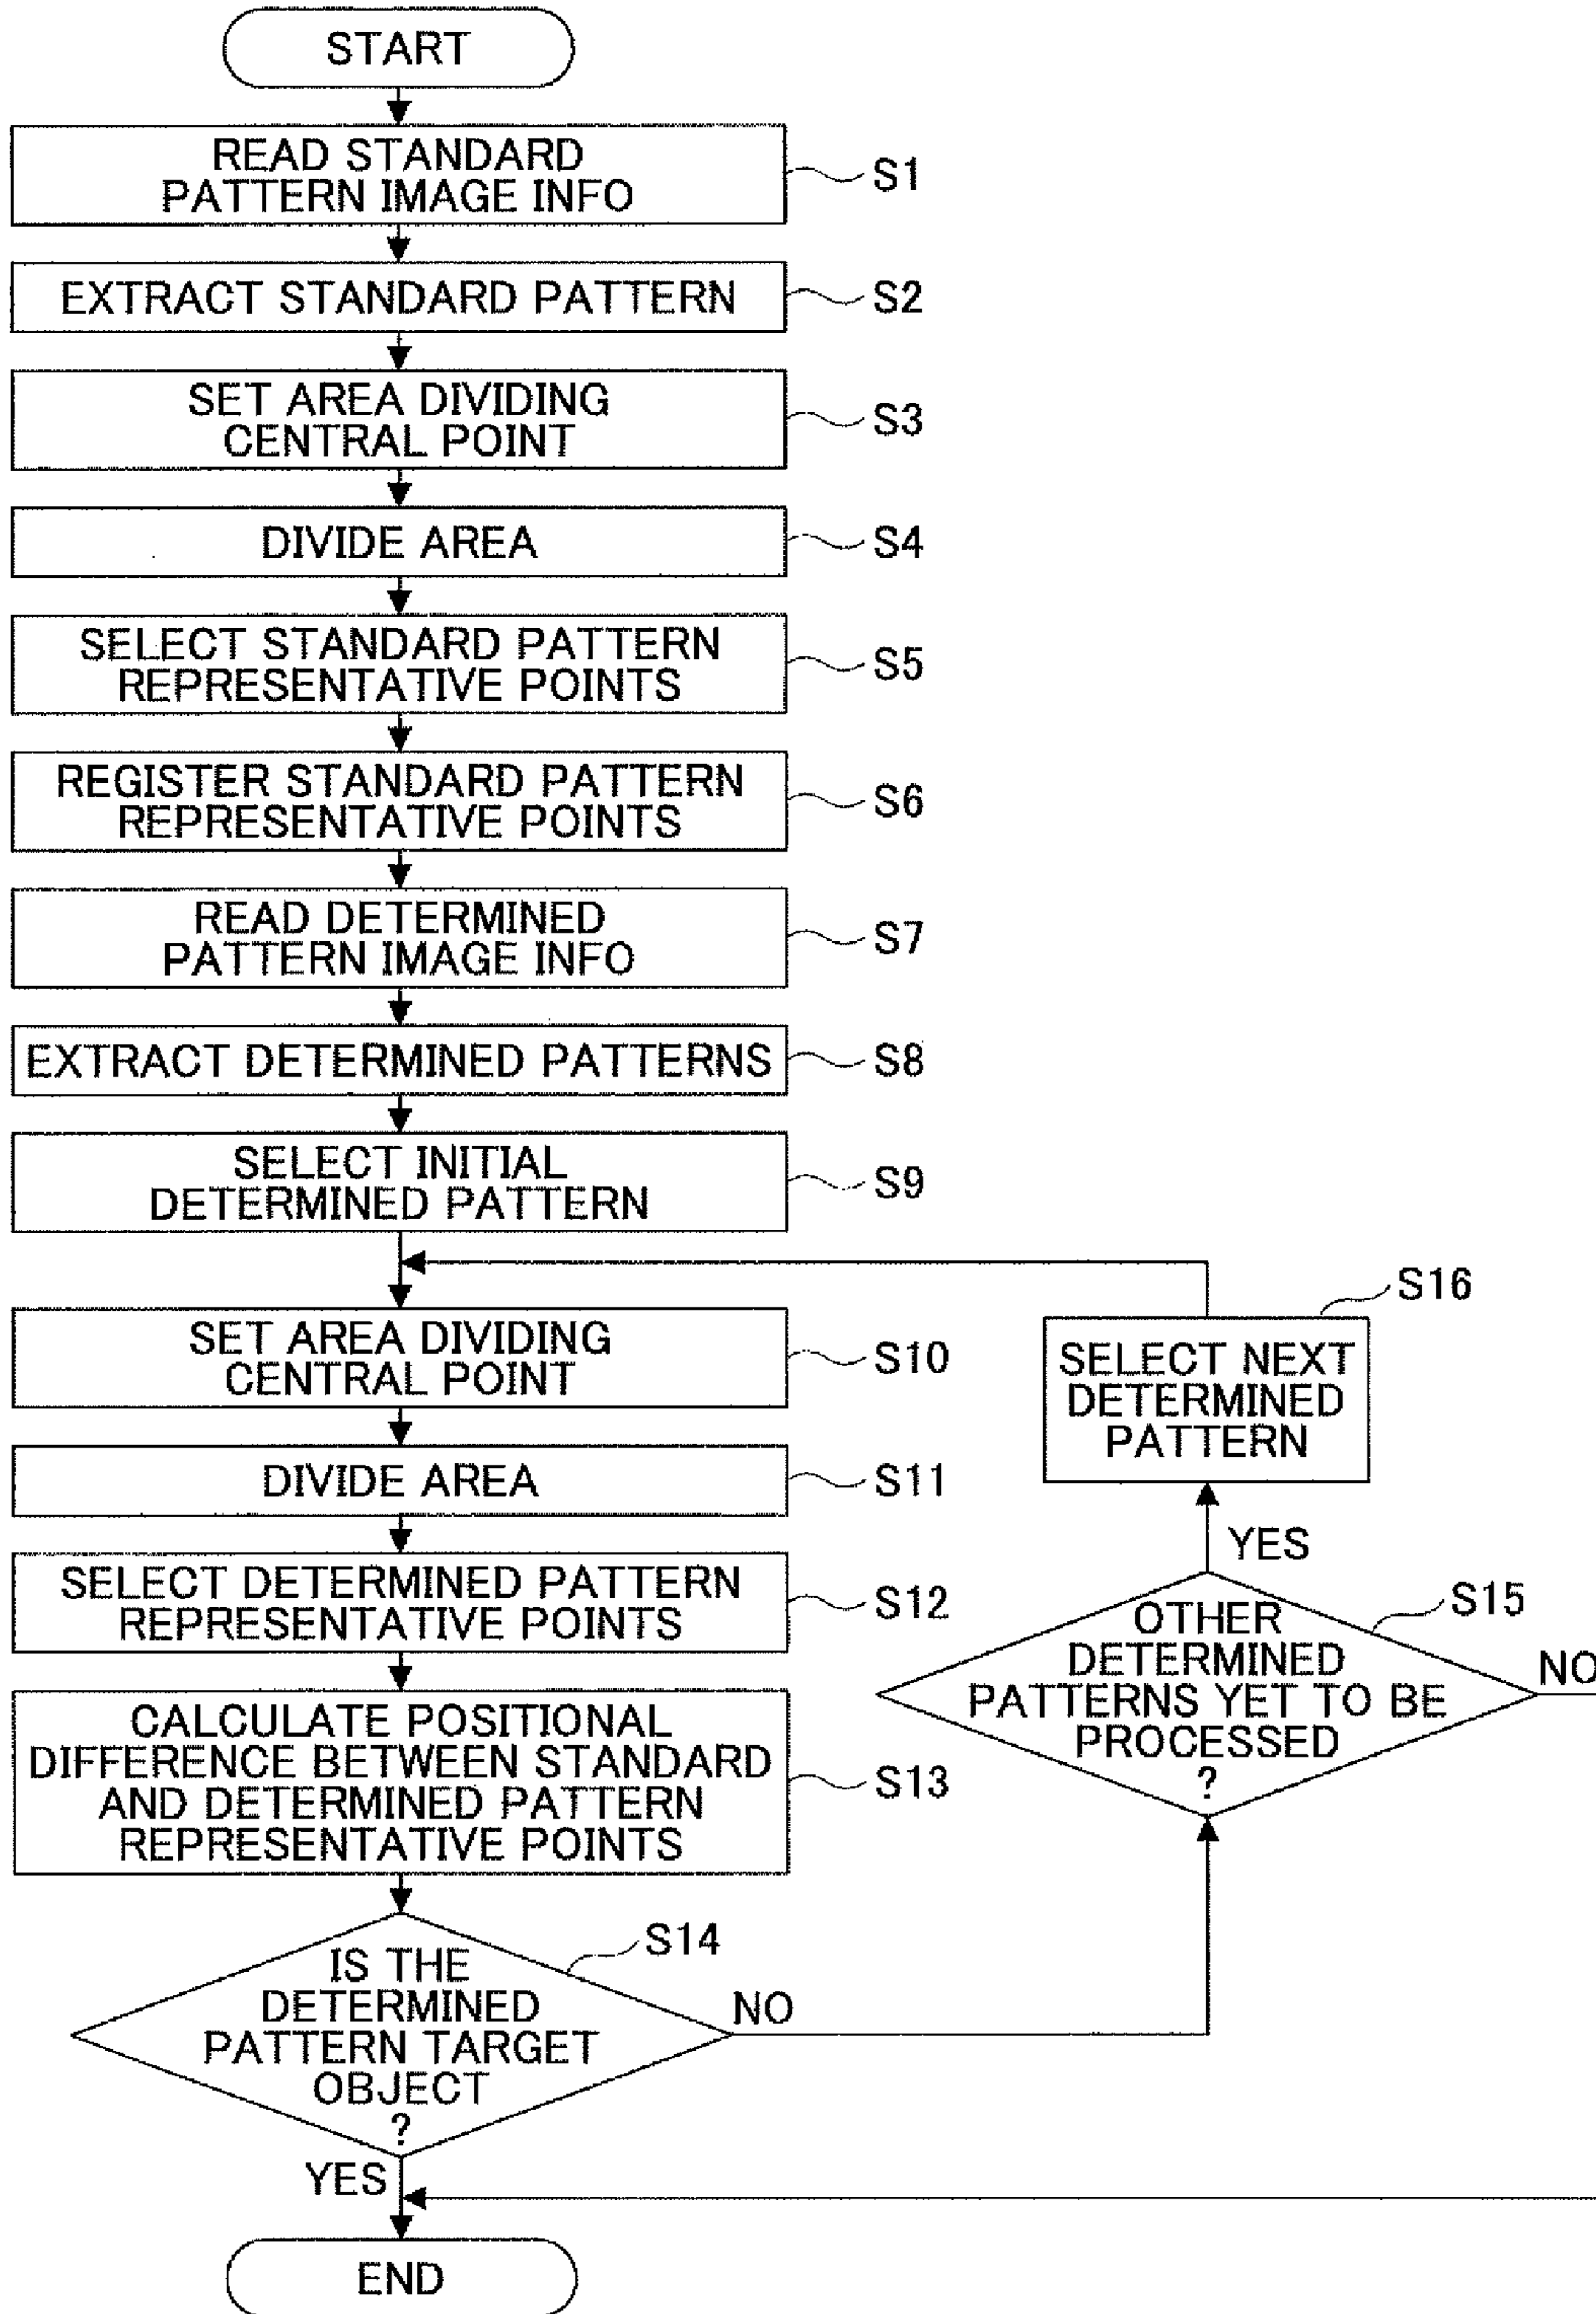 START
READ STANDARD
PATTERN IMAGE INFO
S1
EXTRACT STANDARD PATTERN
S2
SET AREA DIVIDING
CENTRAL POINT
S3
DIVIDE AREA
S4
SELECT STANDARD PATTERN
REPRESENTATIVE POINTS
S5
REGISTER STANDARD PATTERN
REPRESENTATIVE POINTS
S6
READ DETERMINED
PATTERN IMAGE INFO
S7
EXTRACT DETERMINED PATTERNS
S8
SELECT INITIAL
DETERMINED PATTERN
S9
SET AREA DIVIDING
CENTRAL POINT
S10
DIVIDE AREA
S11
SELECT DETERMINED PATTERN
REPRESENTATIVE POINTS
S12
CALCULATE POSITIONAL
DIFFERENCE BETWEEN STANDARD
AND DETERMINED PATTERN
REPRESENTATIVE POINTS
S13
IS THE
DETERMINED
PATTERN TARGET
OBJECT
?
S14
NO
YES
OTHER
DETERMINED
PATTERNS YET TO BE
PROCESSED
?
S15
NO
YES
SELECT NEXT
DETERMINED
PATTERN
S16
END